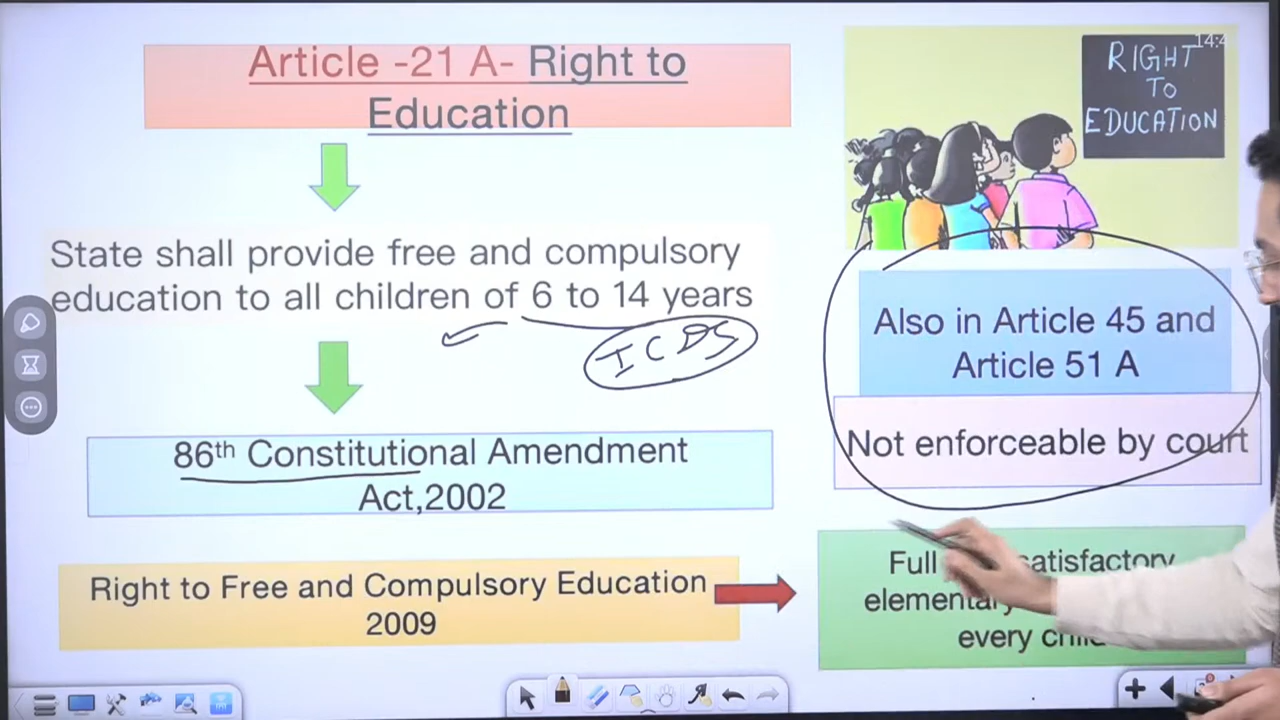 Article -21 A- Right to
Education
State shall provide free and compulsory
education to all children of 6 to 14 years
ICDS
86th Constitutional Amendment
Act,2002
Right to Free and Compulsory Education
2009
RIGHT
TO
EDUCATION
Also in Article 45 and
Article 51 A
Not enforceable by court
Full satisfactory
elementary
every